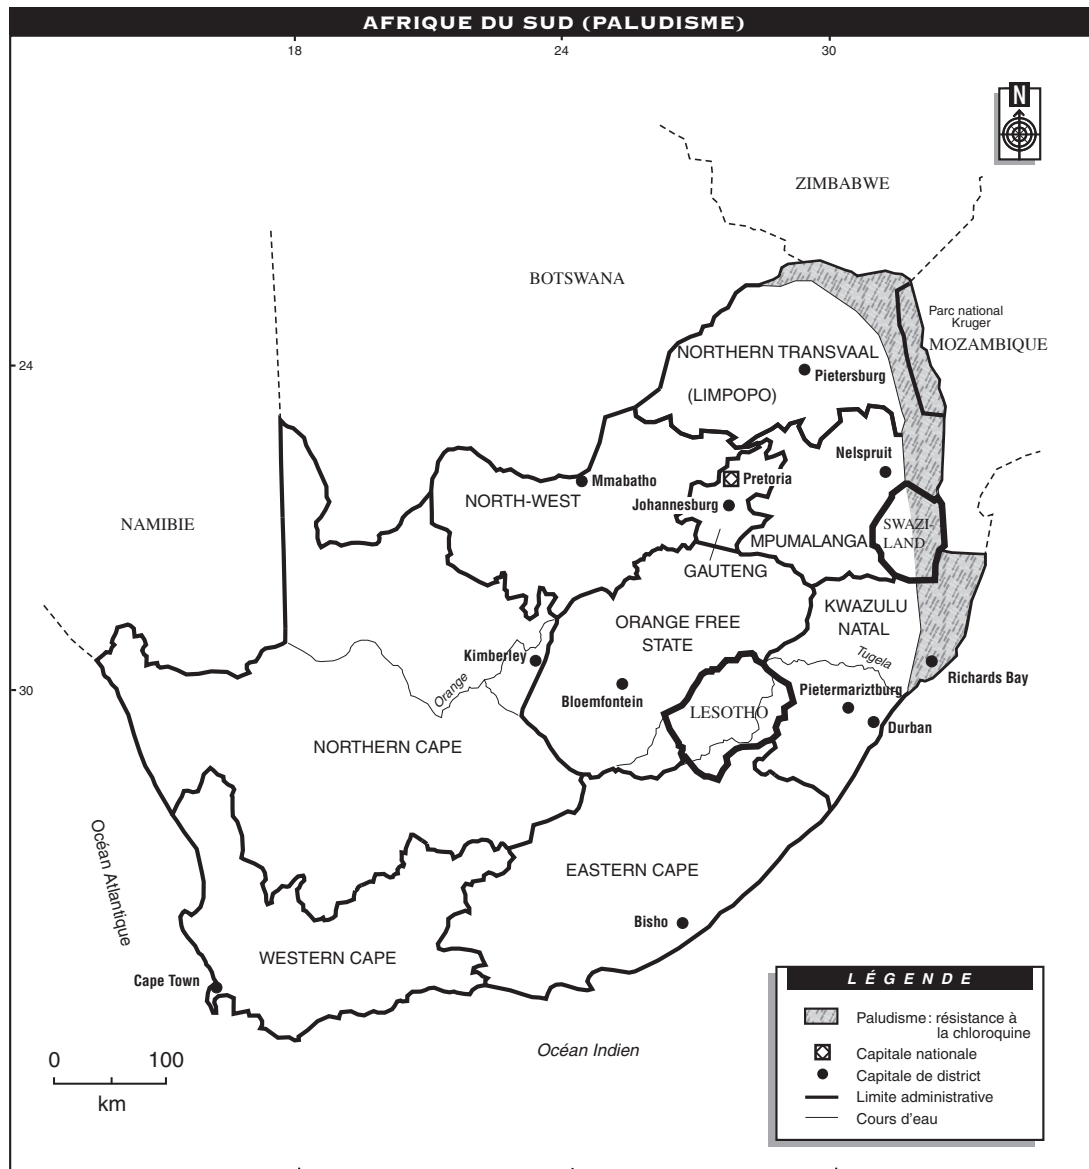 AFRIQUE DU SUD (PALUDISME)
18
24
30
N
ZIMBABWE
BOTSWANA
Parc national
Kruger
MOZAMBIQUE
24
NORTHERN TRANSVAAL
Pietersburg
(LIMPOPO)
Nelspruit
Mmabatho
Pretoria
NORTH-WEST
Johannesburg
NAMIBIE
SWAZI-
LAND
MPUMALANGA
GAUTENG
KWAZULU
NATAL
ORANGE FREE
STATE
Kimberley
Tugela
Richards Bay
30
Orange
Bloemfontein
Pietermariztburg
LESOTHO
Durban
NORTHERN CAPE
Océan Atlantique
EASTERN CAPE
Bisho
WESTERN CAPE
Cape Town
Océan Indien
0
100
km
LÉGENDE
Paludisme : résistance à
la chloroquine
Capitale nationale
Capitale de district
Limite administrative
Cours d'eau